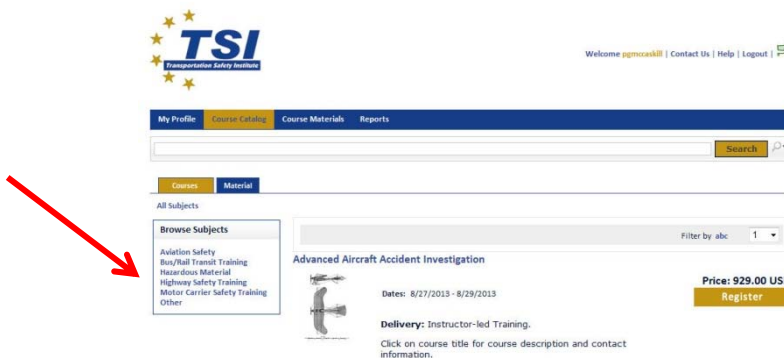 TSI
Transportation Safety Institute
Welcome pgmccaskill | Contact Us | Help | Logout |
My Profile Course Catalog Course Materials Reports
Search
Courses Material
All Subjects
Browse Subjects
Filter by abc 1
Aviation Safety
Bus/Rail Transit Training
Hazardous Material
Highway Safety Training
Motor Carrier Safety Training
Other
Advanced Aircraft Accident Investigation
Price: 929.00 US
Dates: 8/27/2013 - 8/29/2013
Register
Delivery: Instructor-led Training.
Click on course title for course description and contact
information.